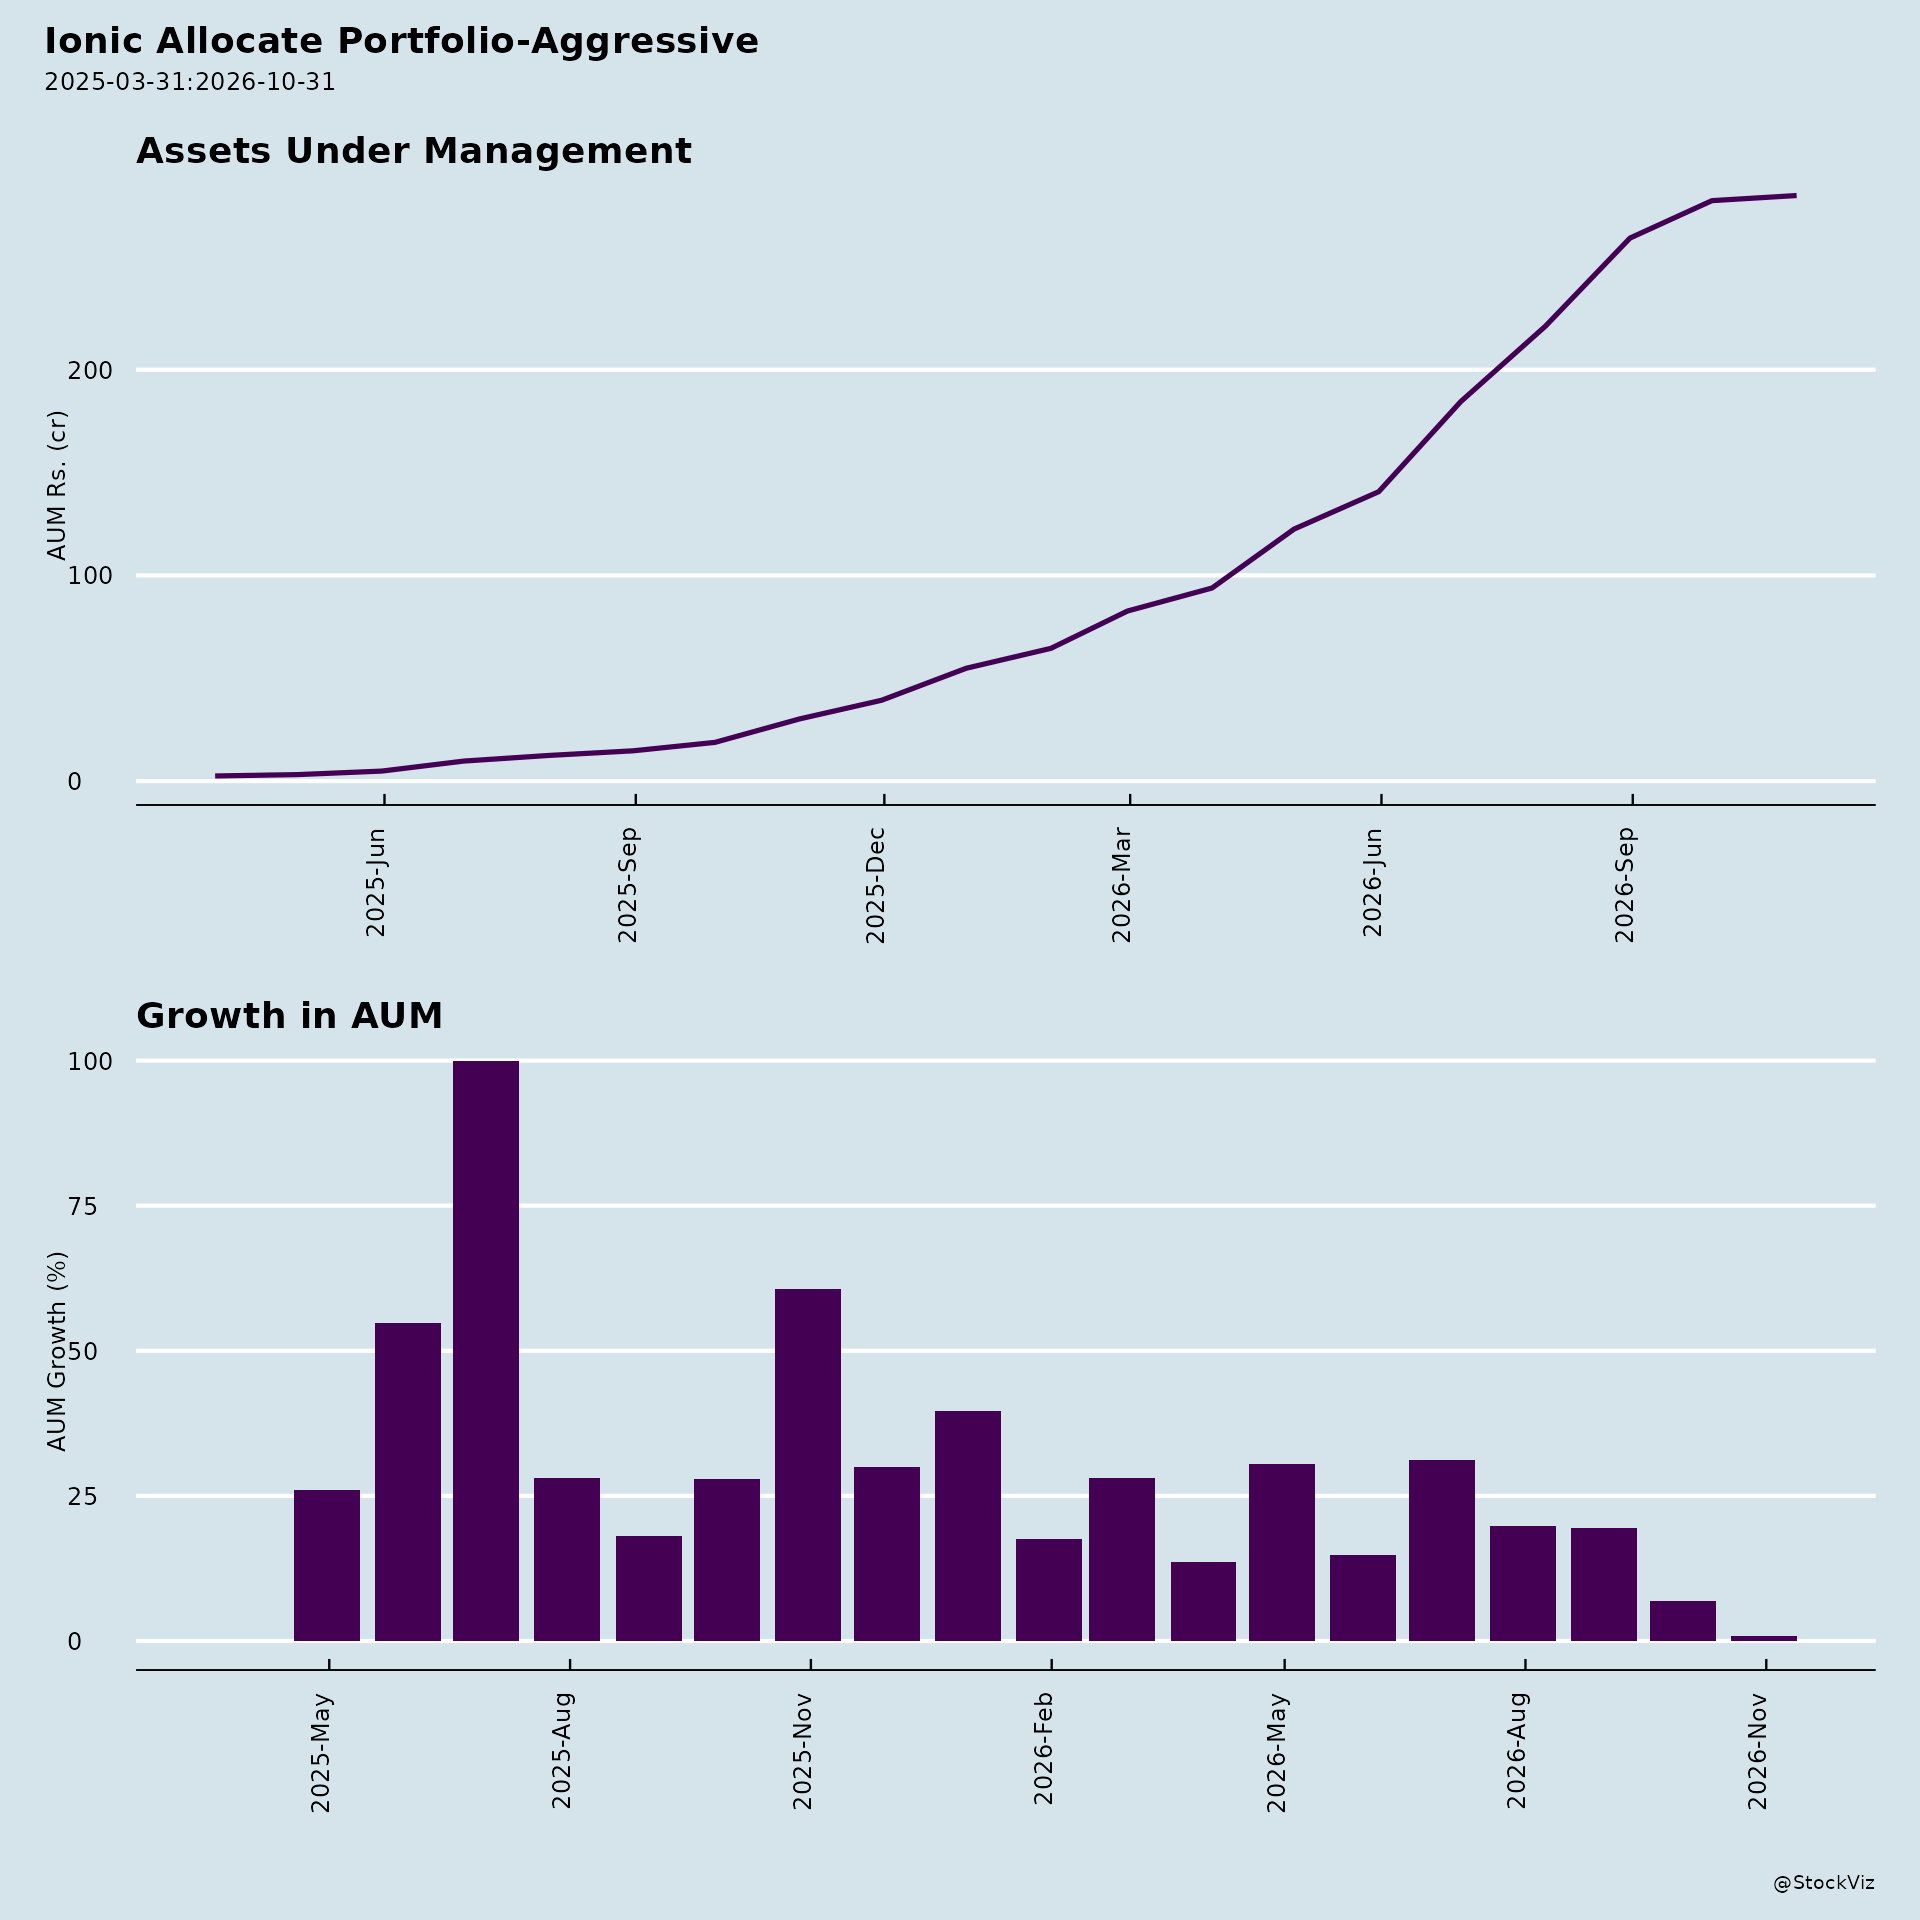 Ionic Allocate Portfolio-Aggressive
2025-03-31:2026-10-31
Assets Under Management
AUM Rs. (cr)
200
100
0
2025-Jun
2025-Sep
2025-Dec
2026-Mar
2026-Jun
2026-Sep
Growth in AUM
AUM Growth (%)
100
75
50
25
0
2025-May
2025-Aug
2025-Nov
2026-Feb
2026-May
2026-Aug
2026-Nov
@StockViz